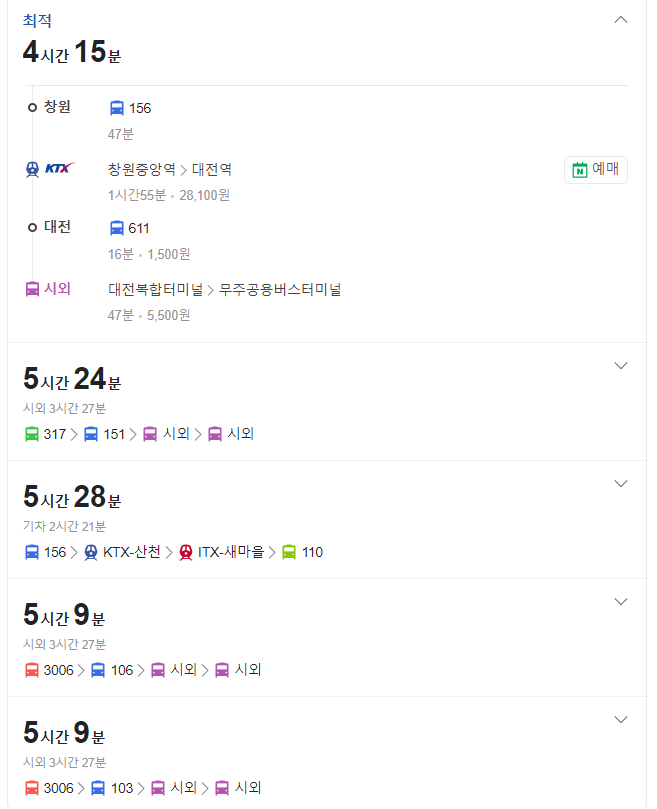 최적
4시간 15분
창원 156
47분
KTX 창원중앙역 > 대전역 예매
1시간55분 • 28,100원
대전 611
16분 • 1,500원
시외 대전복합터미널 > 무주공용버스터미널
47분 • 5,500원
5시간 24분
시외 3시간 27분
317 > 151 > 시외 > 시외
5시간 28분
기차 2시간 21분
156 > KTX-산천 > ITX-새마을 > 110
5시간 9분
시외 3시간 27분
3006 > 106 > 시외 > 시외
5시간 9분
시외 3시간 27분
3006 > 103 > 시외 > 시외